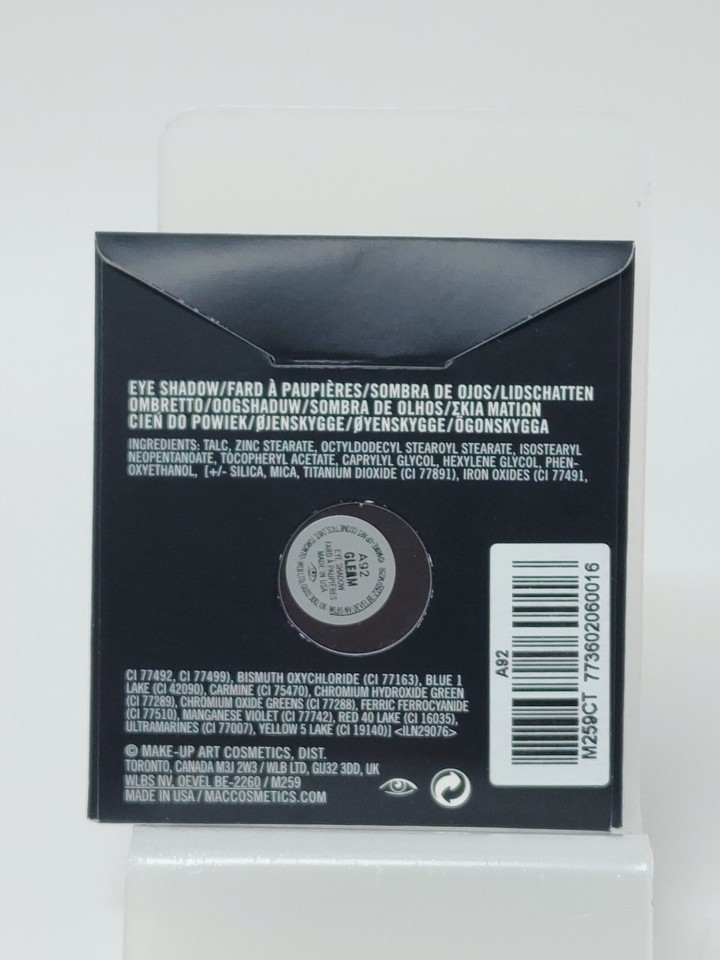 EYE SHADOW/FARD À PAUPIÈRES/SOMBRA DE OJOS/LIDSCHATTEN
OMBRETTO/OOGSHADUW/SOMBRA DE OLHOS/ΣΚΙΑ ΜΑΤΙΩΝ
CIEN DO POWIEK/ØJENSKYGGE/ØYENSKYGGE/ÖGONSKYGGA
INGREDIENTS: TALC, ZINC STEARATE, OCTYLDODECYL STEAROYL STEARATE, ISOSTEARYL
NEOPENTANOATE, TOCOPHERYL ACETATE, CAPRYLYL GLYCOL, HEXYLENE GLYCOL, PHEN-
OXYETHANOL, [+/- SILICA, MICA, TITANIUM DIOXIDE (CI 77891), IRON OXIDES (CI 77491,
A92
GLEAM
EYE SHADOW
FARD À PAUPIÈRES
MADE IN USA
CI 77492, CI 77499), BISMUTH OXYCHLORIDE (CI 77163), BLUE 1
LAKE (CI 42090), CARMINE (CI 75470), CHROMIUM HYDROXIDE GREEN
(CI 77289), CHROMIUM OXIDE GREENS (CI 77288), FERRIC FERROCYANIDE
(CI 77510), MANGANESE VIOLET (CI 77742), RED 40 LAKE (CI 16035),
ULTRAMARINES (CI 77007), YELLOW 5 LAKE (CI 19140)] <ILN29076>
© MAKE-UP ART COSMETICS, DIST.
TORONTO, CANADA M3J 2W3 / WLB LTD, GU32 3DD, UK
WLBS NV, OEVEL BE-2260 / M259
MADE IN USA / MACCOSMETICS.COM
A92
M259CT 773602060016